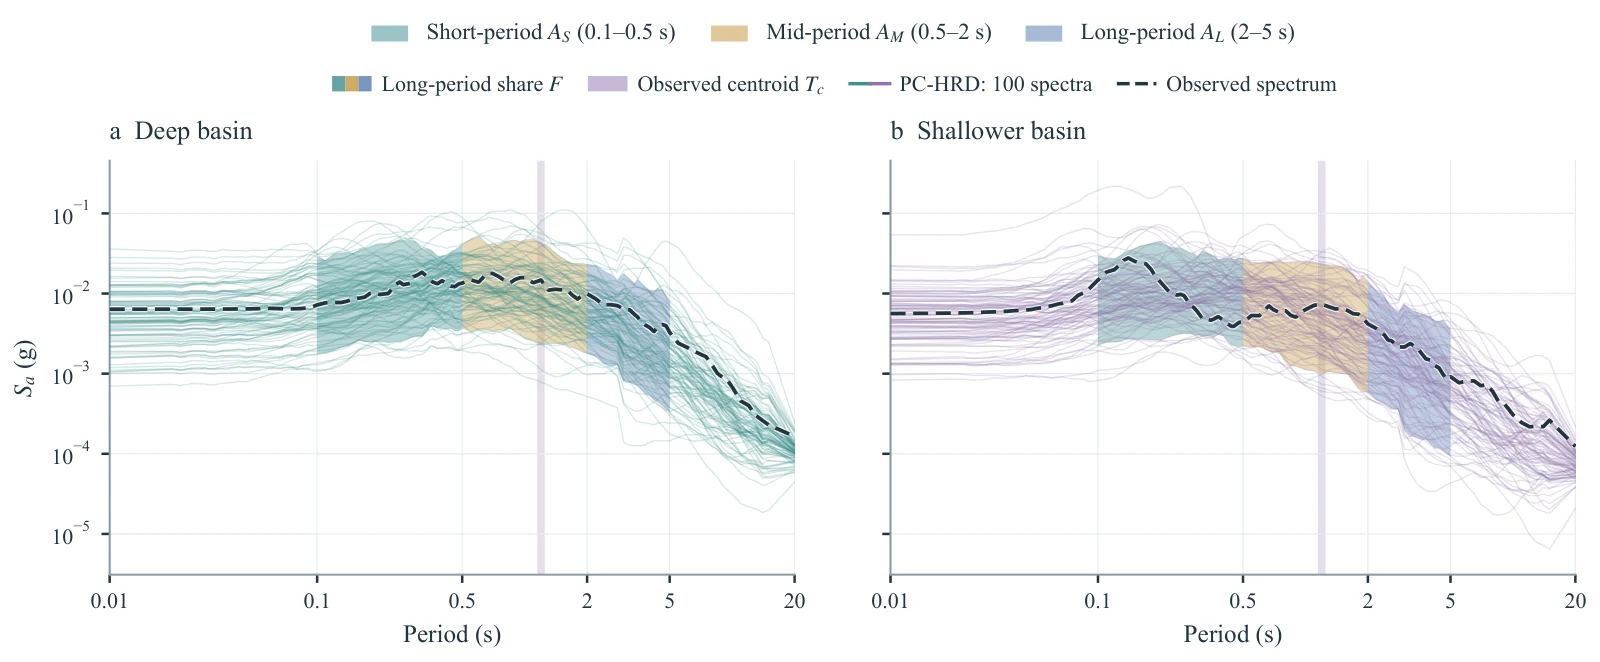 Short-period A_S (0.1–0.5 s) Mid-period A_M (0.5–2 s) Long-period A_L (2–5 s)
Long-period share F Observed centroid T_c PC-HRD: 100 spectra Observed spectrum
a Deep basin
b Shallower basin
S_a (g)
10^−1
10^−2
10^−3
10^−4
10^−5
0.01 0.1 0.5 2 5 20
Period (s)
0.01 0.1 0.5 2 5 20
Period (s)